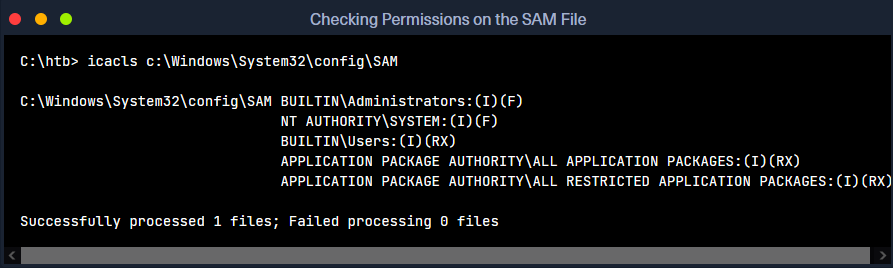 Checking Permissions on the SAM File
C:\htb> icacls c:\Windows\System32\config\SAM
C:\Windows\System32\config\SAM BUILTIN\Administrators:(I)(F)
NT AUTHORITY\SYSTEM:(I)(F)
BUILTIN\Users:(I)(RX)
APPLICATION PACKAGE AUTHORITY\ALL APPLICATION PACKAGES:(I)(RX)
APPLICATION PACKAGE AUTHORITY\ALL RESTRICTED APPLICATION PACKAGES:(I)(RX)
Successfully processed 1 files; Failed processing 0 files